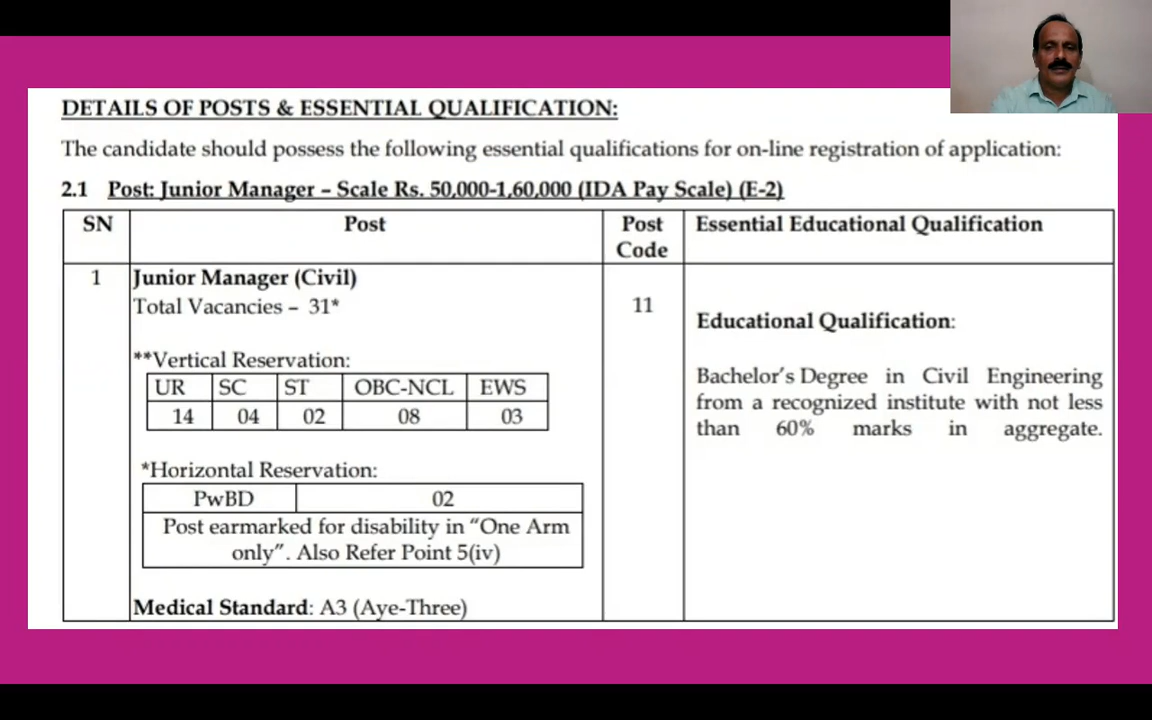 DETAILS OF POSTS & ESSENTIAL QUALIFICATION:
The candidate should possess the following essential qualifications for on-line registration of application:
2.1 Post: Junior Manager – Scale Rs. 50,000-1,60,000 (IDA Pay Scale) (E-2)
SN Post Post Code Essential Educational Qualification
1 Junior Manager (Civil)
Total Vacancies – 31*
**Vertical Reservation:
UR SC ST OBC-NCL EWS
14 04 02 08 03
*Horizontal Reservation:
PwBD 02
Post earmarked for disability in “One Arm
only”. Also Refer Point 5(iv)
Medical Standard: A3 (Aye-Three)
11
Educational Qualification:
Bachelor's Degree in Civil Engineering
from a recognized institute with not less
than 60% marks in aggregate.